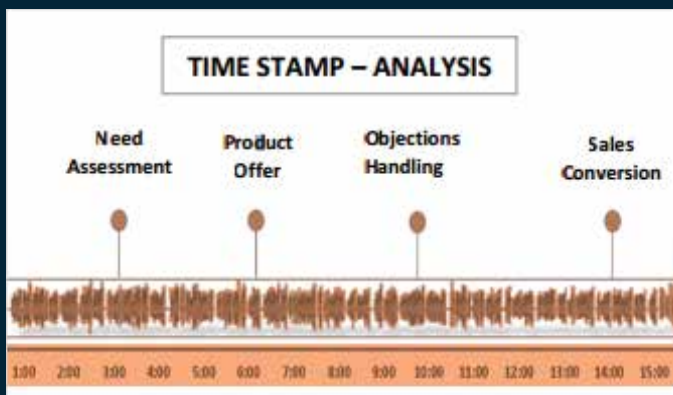 TIME STAMP – ANALYSIS
Need
Assessment
Product
Offer
Objections
Handling
Sales
Conversion
1:00 2:00 3:00 4:00 5:00 6:00 7:00 8:00 9:00 10:00 11:00 12:00 13:00 14:00 15:00